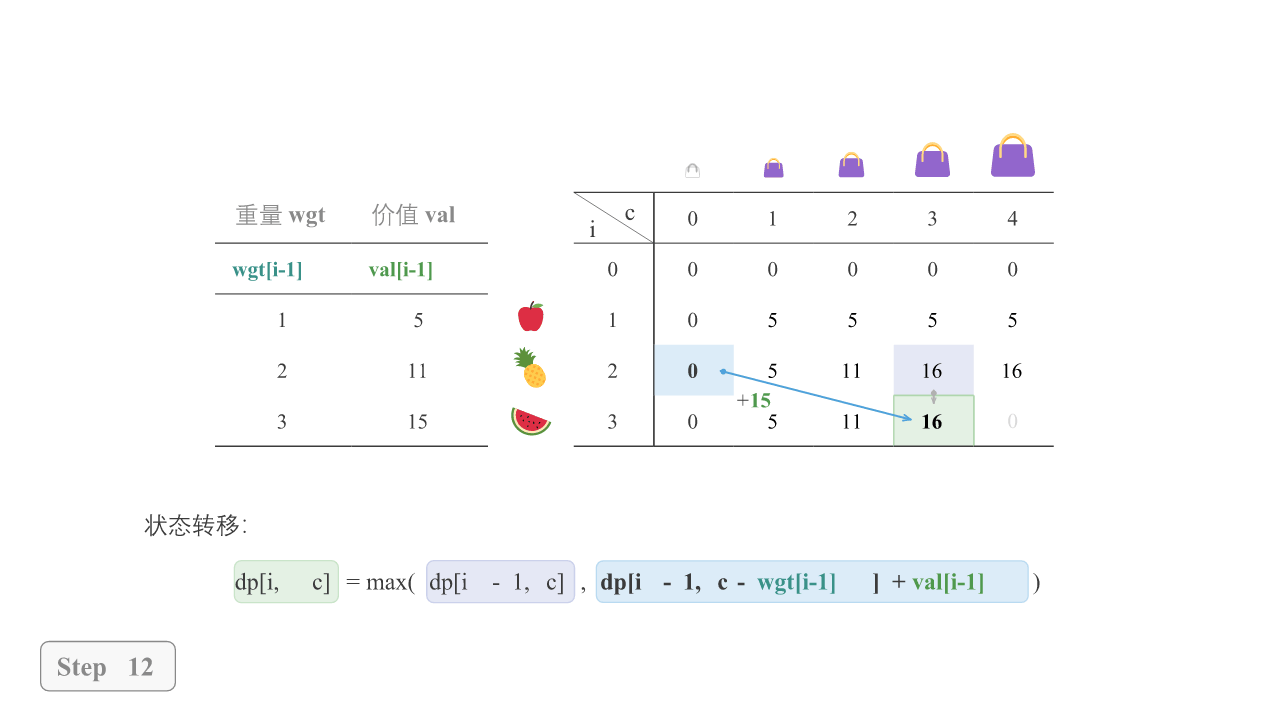 重量 wgt 价值 val
wgt[i-1] val[i-1]
1 5
2 11
3 15
i c 0 1 2 3 4
0 0 0 0 0 0
1 0 5 5 5 5
2 0 5 11 16 16
+15
3 0 5 11 16 0
状态转移:
dp[i, c] = max( dp[i - 1, c] , dp[i - 1, c - wgt[i-1] ] + val[i-1] )
Step 12